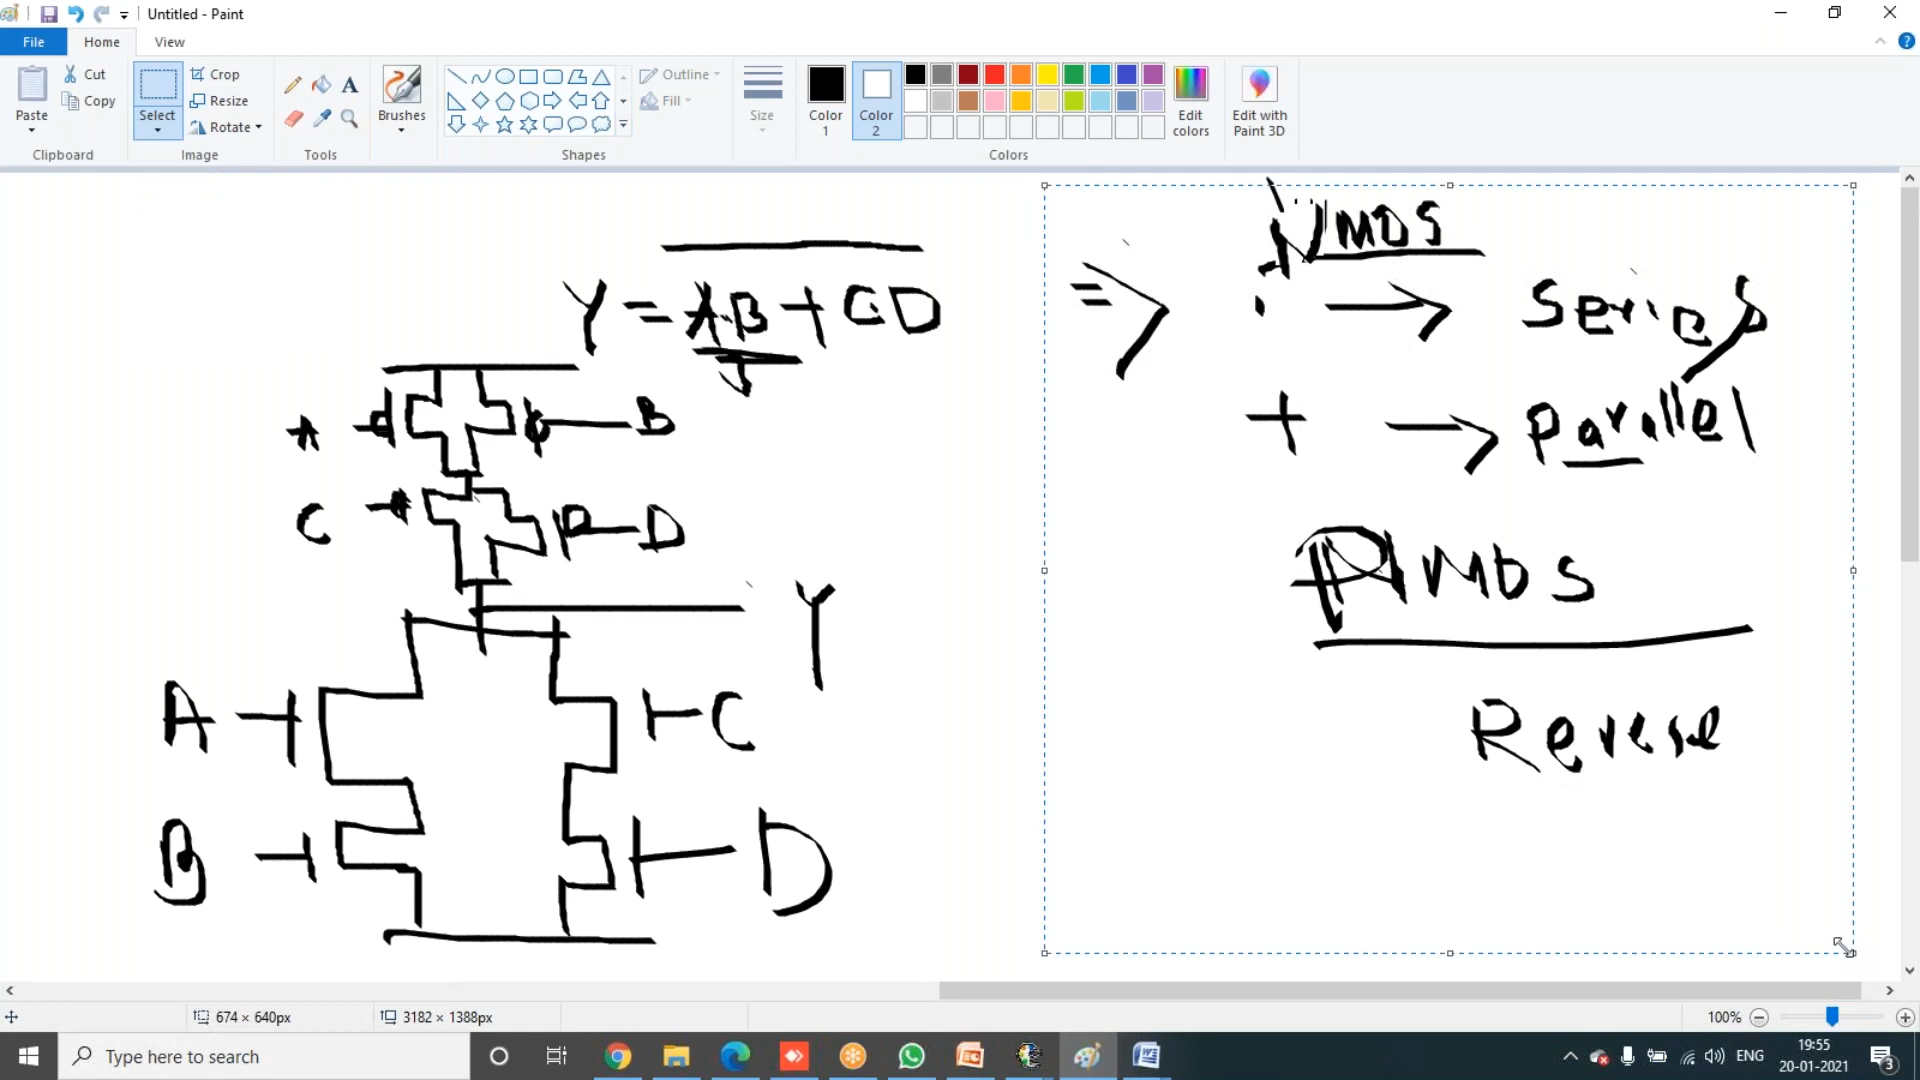 Untitled - Paint
File Home View
Paste
Cut
Copy
Clipboard
Select
Crop
Resize
Rotate
Image
Tools
Brushes
Shapes
Outline
Fill
Size
Color 1
Color 2
Edit colors
Colors
Edit with Paint 3D
Y = A.B + CD
A B
C D
Y
A C
B D
NMOS
=> . → Series
+ → Parallel
PMOS
Reverse
674 × 640px
3182 × 1388px
100%
Type here to search
ENG
19:55
20-01-2021
3